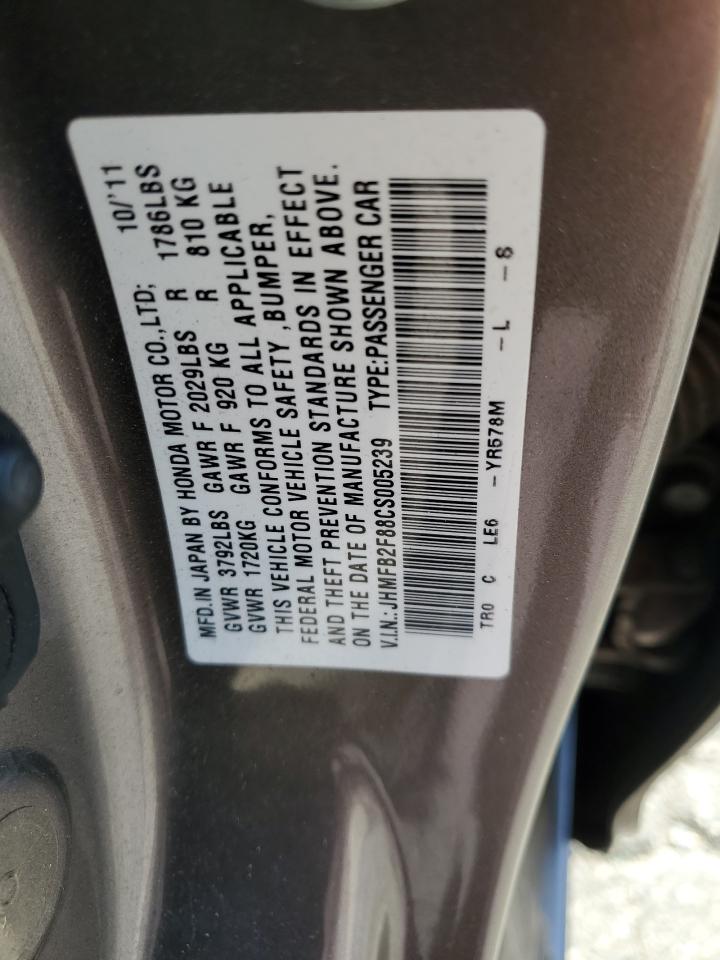 MFD.IN JAPAN BY HONDA MOTOR CO.,LTD; 10/'11
GVWR 3792LBS GAWR F 2029LBS R 1786LBS
GVWR 1720KG GAWR F 920 KG R 810 KG
THIS VEHICLE CONFORMS TO ALL APPLICABLE
FEDERAL MOTOR VEHICLE SAFETY ,BUMPER,
AND THEFT PREVENTION STANDARDS IN EFFECT
ON THE DATE OF MANUFACTURE SHOWN ABOVE.
V.I.N.:JHMFB2F88CS005239 TYPE:PASSENGER CAR
TR0 C LE6 -YR578M -L -8